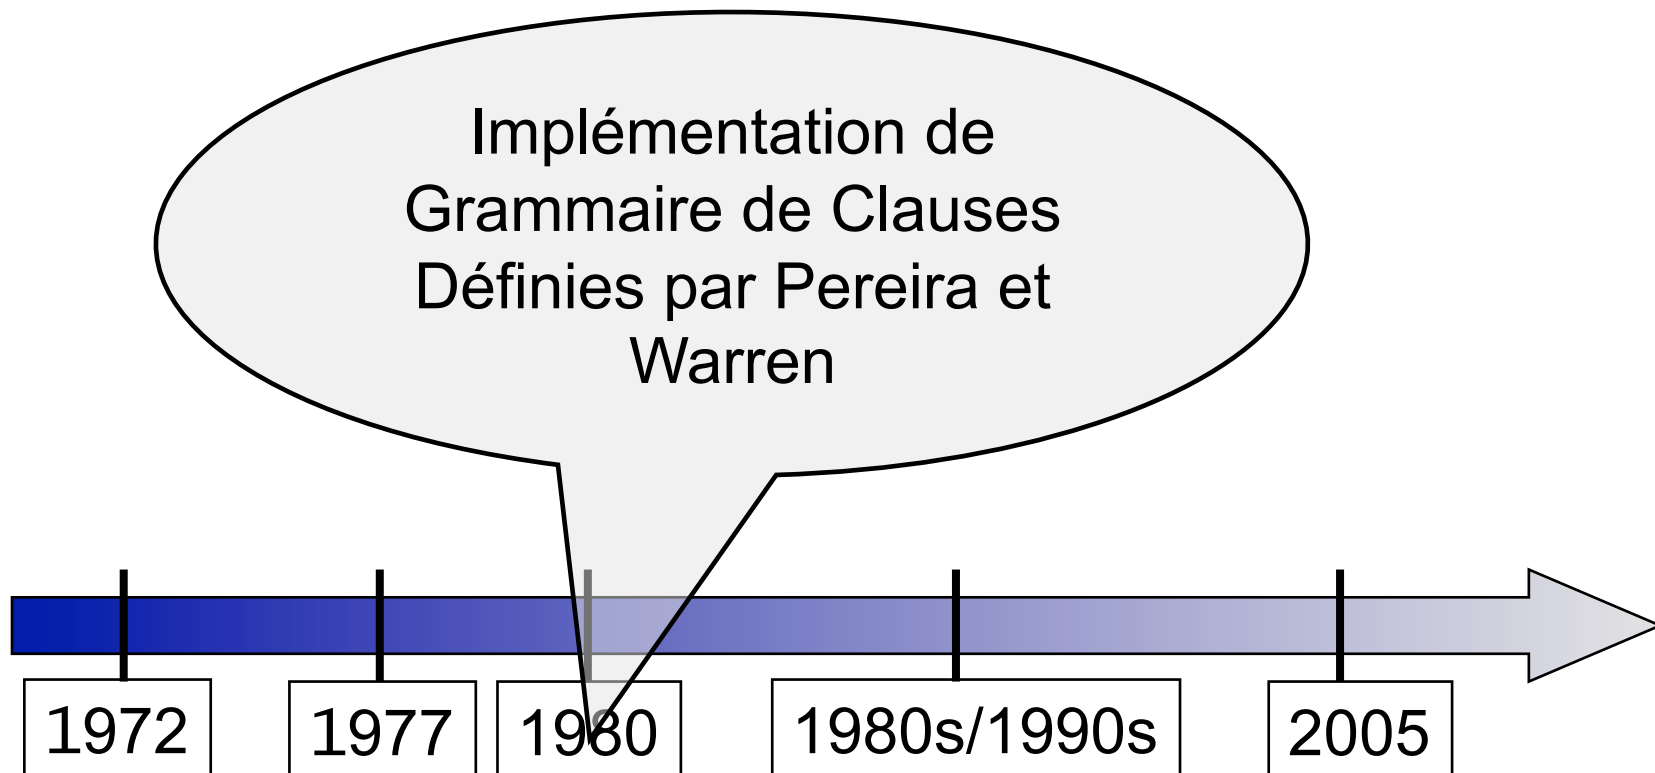 Implémentation de
Grammaire de Clauses
Définies par Pereira et
Warren
1972 1977 1980 1980s/1990s 2005